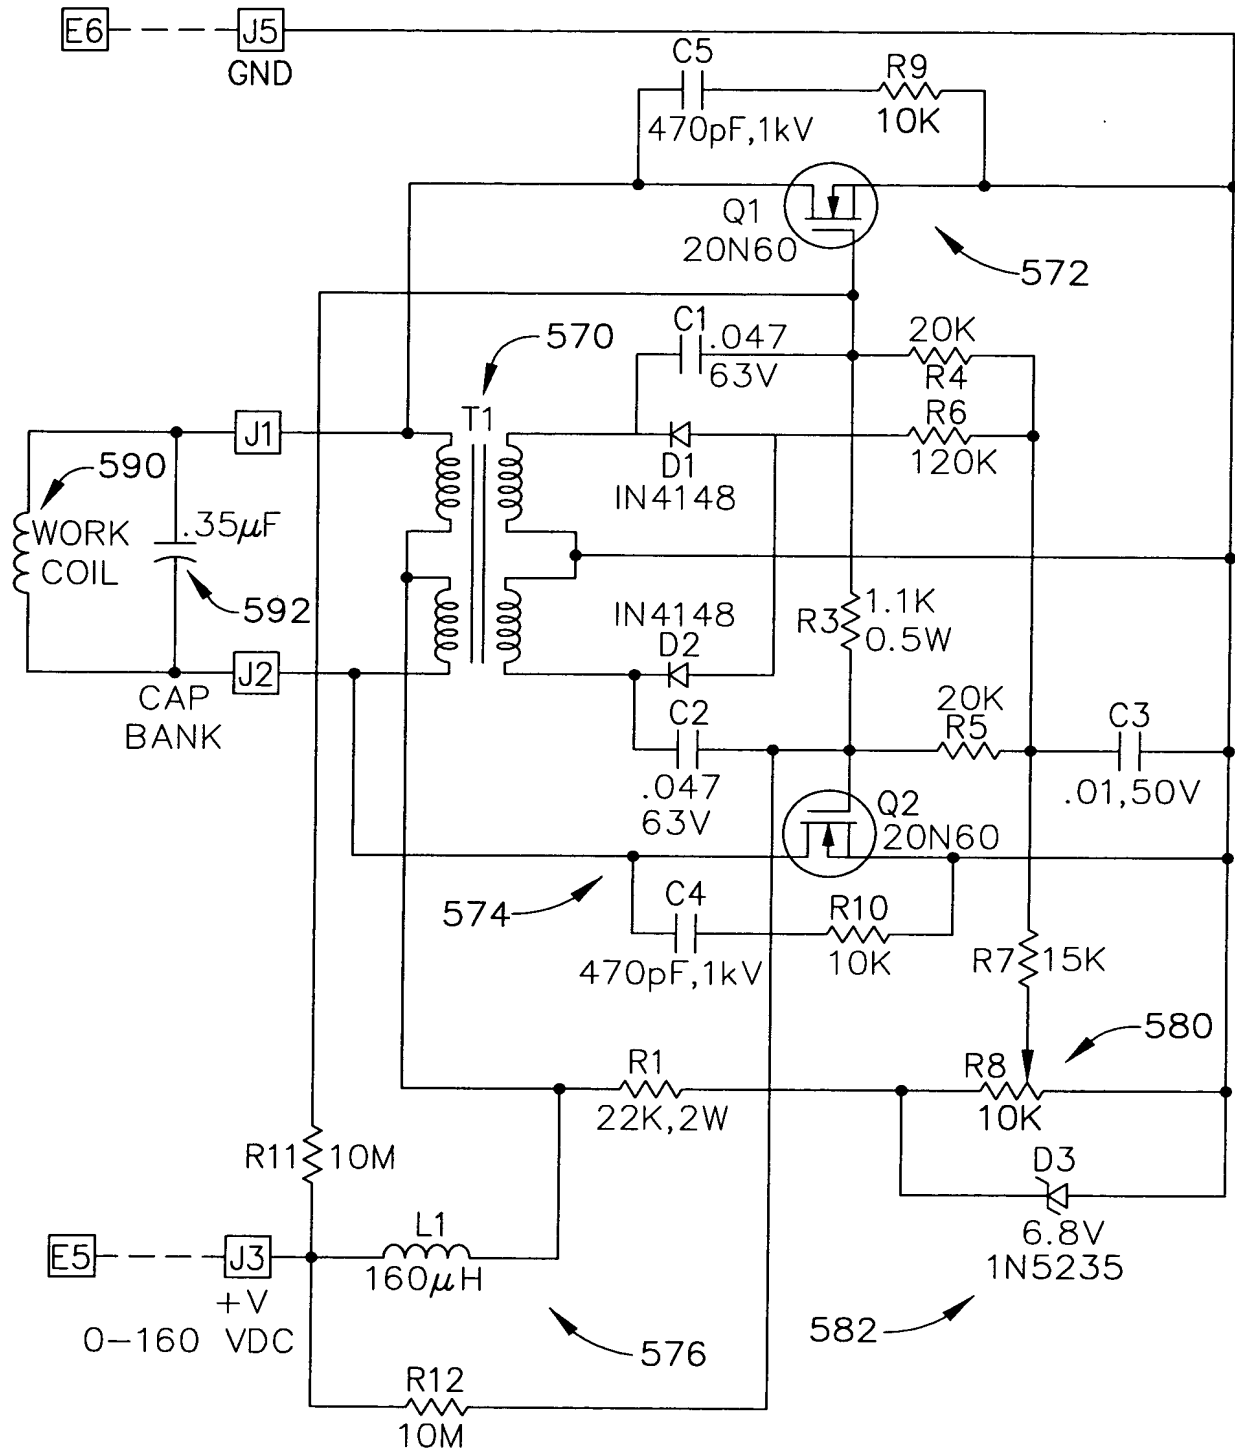 E6
J5
GND
C5
470pF,1kV
R9
10K
Q1
20N60
572
570
C1
.047
63V
20K
R4
T1
R6
120K
J1
D1
IN4148
590
WORK
COIL
.35μF
592
IN4148
D2
R3
1.1K
0.5W
J2
CAP
BANK
C2
.047
63V
20K
R5
C3
.01,50V
Q2
20N60
574
C4
470pF,1kV
R10
10K
R7
15K
580
R1
22K,2W
R8
10K
R11
10M
D3
6.8V
1N5235
E5
J3
+V
0-160 VDC
L1
160μH
582
576
R12
10M